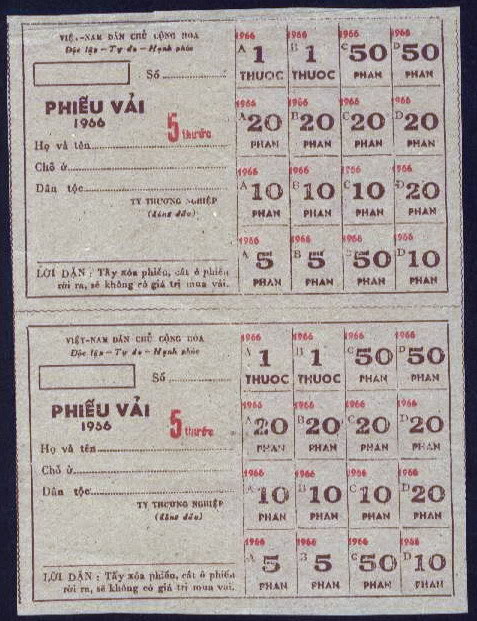 VIỆT-NAM DÂN CHỦ CỘNG HÒA
Độc lập — Tự do — Hạnh phúc
Số
PHIẾU VẢI
1966
5 thước
Họ và tên
Chỗ ở
Dân tộc
TY THƯƠNG NGHIỆP
(đóng dấu)
LỜI DẶN : Tẩy xóa phiếu, cắt ô phiếu
rời ra, sẽ không có giá trị mua vải.
1966 1966 1966 1966
A 1 B 1 C 50 D 50
THUOC THUOC PHAN PHAN
1966 1966 1966 1966
A 20 B 20 C 20 D 20
PHAN PHAN PHAN PHAN
1966 1966 1966 1966
A 10 B 10 C 10 D 20
PHAN PHAN PHAN PHAN
1966 1966 1966 1966
A 5 B 5 C 50 D 10
PHAN PHAN PHAN PHAN
VIỆT-NAM DÂN CHỦ CỘNG HÒA
Độc lập — Tự do — Hạnh phúc
Số
PHIẾU VẢI
1966
5 thước
Họ và tên
Chỗ ở
Dân tộc
TY THƯƠNG NGHIỆP
(đóng dấu)
LỜI DẶN : Tẩy xóa phiếu, cắt ô phiếu
rời ra, sẽ không có giá trị mua vải.
1966 1966 1966 1966
A 1 B 1 C 50 D 50
THUOC THUOC PHAN PHAN
1966 1966 1966 1966
A 20 B 20 C 20 D 20
PHAN PHAN PHAN PHAN
1966 1966 1966 1966
A 10 B 10 C 10 D 20
PHAN PHAN PHAN PHAN
1966 1966 1966 1966
A 5 B 5 C 50 D 10
PHAN PHAN PHAN PHAN